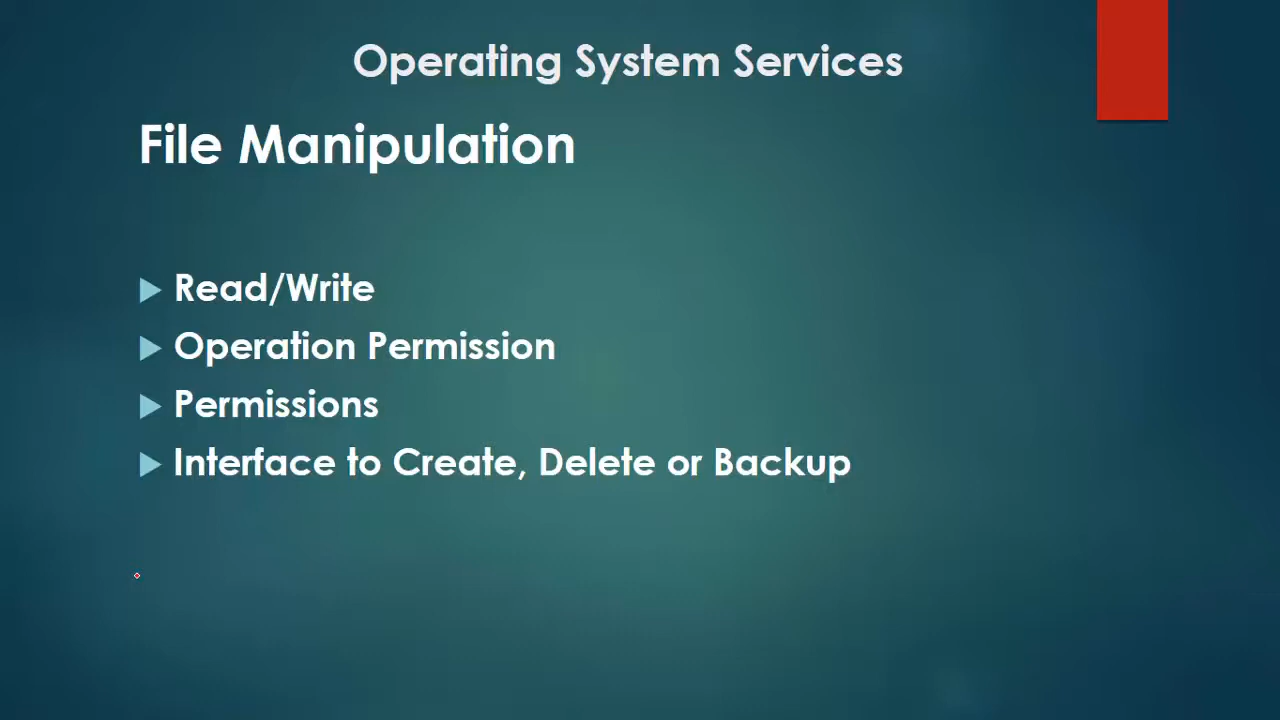 Operating System Services
File Manipulation
Read/Write
Operation Permission
Permissions
Interface to Create, Delete or Backup